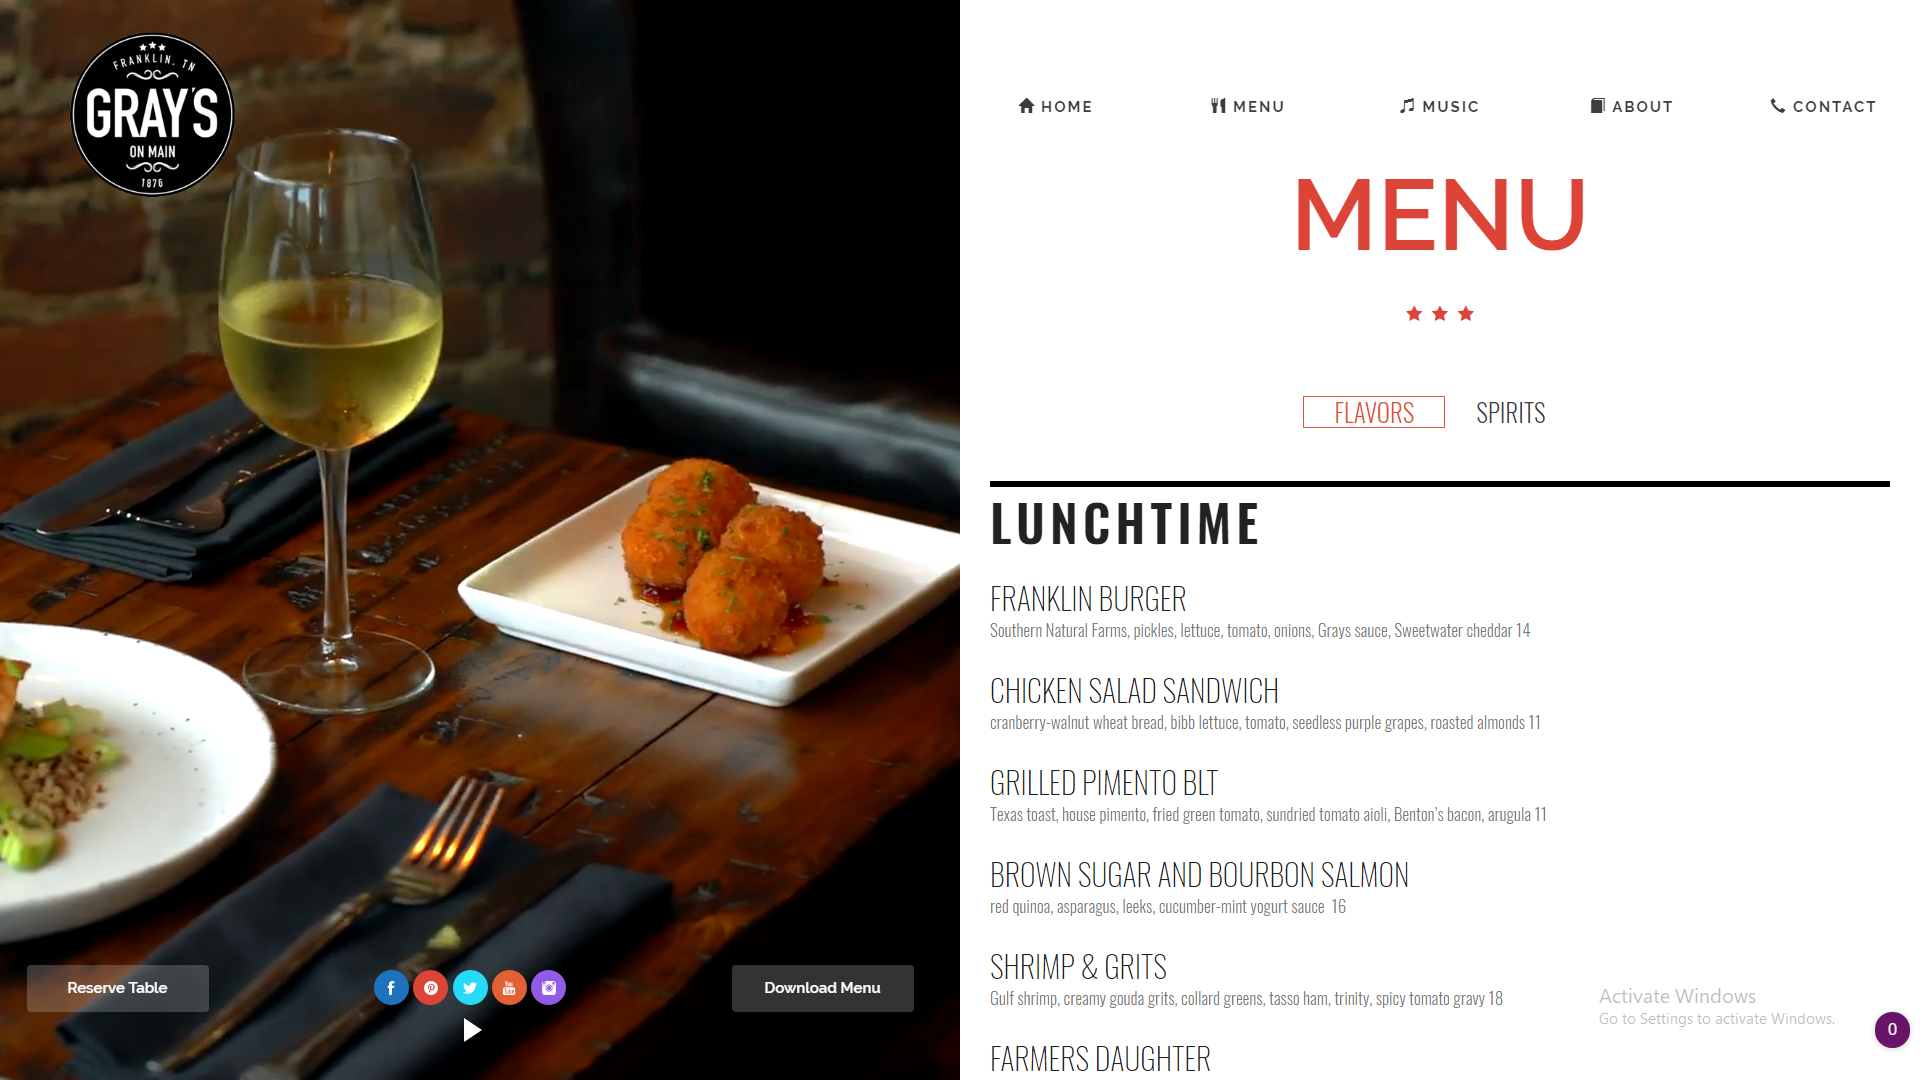 FRANKLIN, TN
GRAY'S
ON MAIN
1876
HOME
MENU
MUSIC
ABOUT
CONTACT
MENU
FLAVORS
SPIRITS
LUNCHTIME
FRANKLIN BURGER
Southern Natural Farms, pickles, lettuce, tomato, onions, Grays sauce, Sweetwater cheddar 14
CHICKEN SALAD SANDWICH
cranberry-walnut wheat bread, bibb lettuce, tomato, seedless purple grapes, roasted almonds 11
GRILLED PIMENTO BLT
Texas toast, house pimento, fried green tomato, sundried tomato aioli, Benton's bacon, arugula 11
BROWN SUGAR AND BOURBON SALMON
red quinoa, asparagus, leeks, cucumber-mint yogurt sauce 16
SHRIMP & GRITS
Gulf shrimp, creamy gouda grits, collard greens, tasso ham, trinity, spicy tomato gravy 18
FARMERS DAUGHTER
Reserve Table
You Tube
Download Menu
Activate Windows
Go to Settings to activate Windows.
0